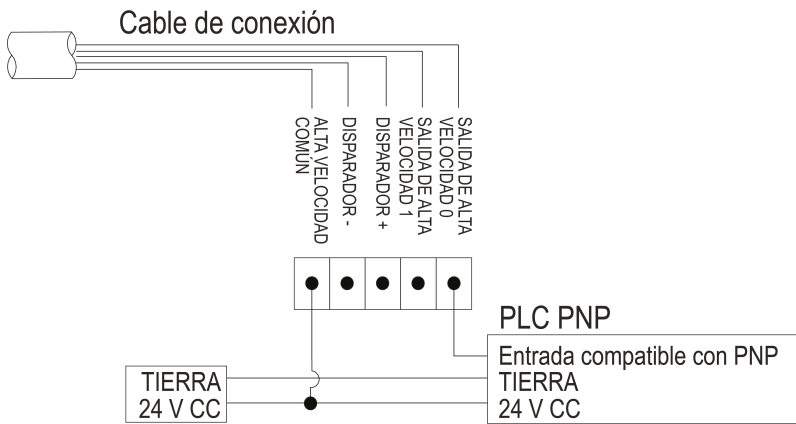 Cable de conexión
ALTA VELOCIDAD
COMÚN
DISPARADOR -
DISPARADOR +
SALIDA DE ALTA
VELOCIDAD 1
SALIDA DE ALTA
VELOCIDAD 0
PLC PNP
Entrada compatible con PNP
TIERRA
24 V CC
TIERRA
24 V CC